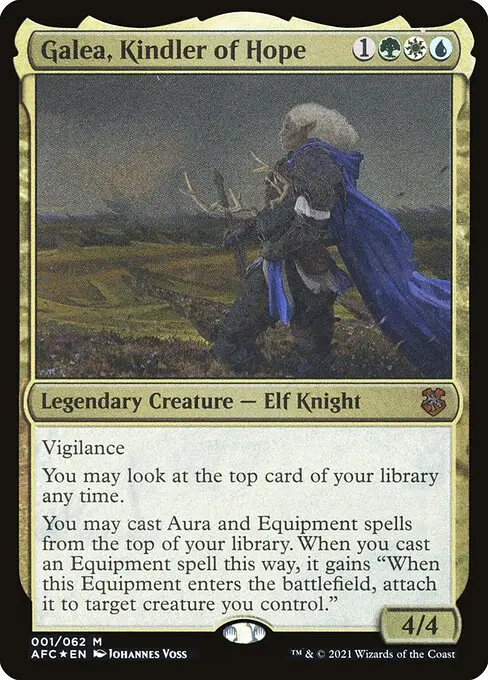 Galea, Kindler of Hope 1
Legendary Creature — Elf Knight
Vigilance
You may look at the top card of your library
any time.
You may cast Aura and Equipment spells
from the top of your library. When you cast
an Equipment spell this way, it gains “When
this Equipment enters the battlefield, attach
it to target creature you control.”
4/4
001/062 M
AFC★EN Johannes Voss
™ & © 2021 Wizards of the Coast